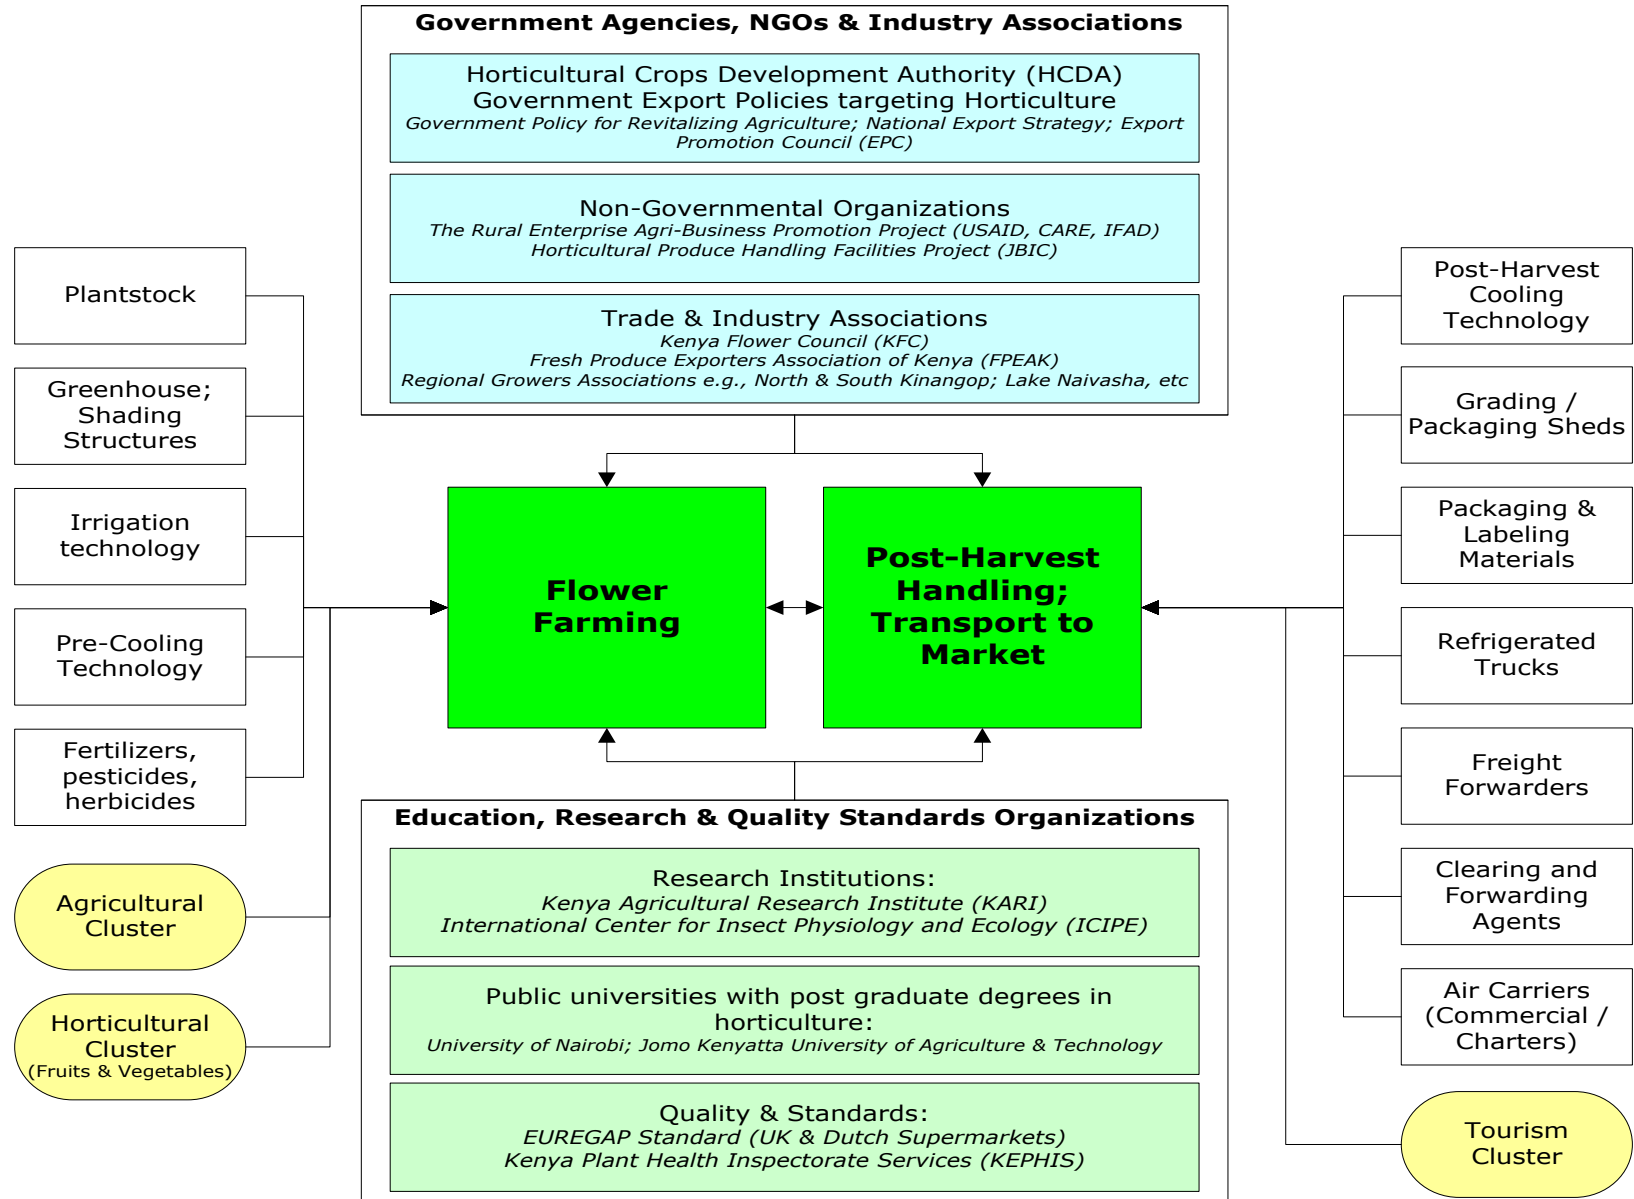 Government Agencies, NGOs & Industry Associations
Horticultural Crops Development Authority (HCDA)
Government Export Policies targeting Horticulture
Government Policy for Revitalizing Agriculture; National Export Strategy; Export
Promotion Council (EPC)
Non-Governmental Organizations
The Rural Enterprise Agri-Business Promotion Project (USAID, CARE, IFAD)
Horticultural Produce Handling Facilities Project (JBIC)
Trade & Industry Associations
Kenya Flower Council (KFC)
Fresh Produce Exporters Association of Kenya (FPEAK)
Regional Growers Associations e.g., North & South Kinangop; Lake Naivasha, etc
Plantstock
Greenhouse;
Shading
Structures
Irrigation
technology
Pre-Cooling
Technology
Fertilizers,
pesticides,
herbicides
Agricultural
Cluster
Horticultural
Cluster
(Fruits & Vegetables)
Flower
Farming
Post-Harvest
Handling;
Transport to
Market
Post-Harvest
Cooling
Technology
Grading /
Packaging Sheds
Packaging &
Labeling
Materials
Refrigerated
Trucks
Freight
Forwarders
Clearing and
Forwarding
Agents
Air Carriers
(Commercial /
Charters)
Tourism
Cluster
Education, Research & Quality Standards Organizations
Research Institutions:
Kenya Agricultural Research Institute (KARI)
International Center for Insect Physiology and Ecology (ICIPE)
Public universities with post graduate degrees in
horticulture:
University of Nairobi; Jomo Kenyatta University of Agriculture & Technology
Quality & Standards:
EUREGAP Standard (UK & Dutch Supermarkets)
Kenya Plant Health Inspectorate Services (KEPHIS)